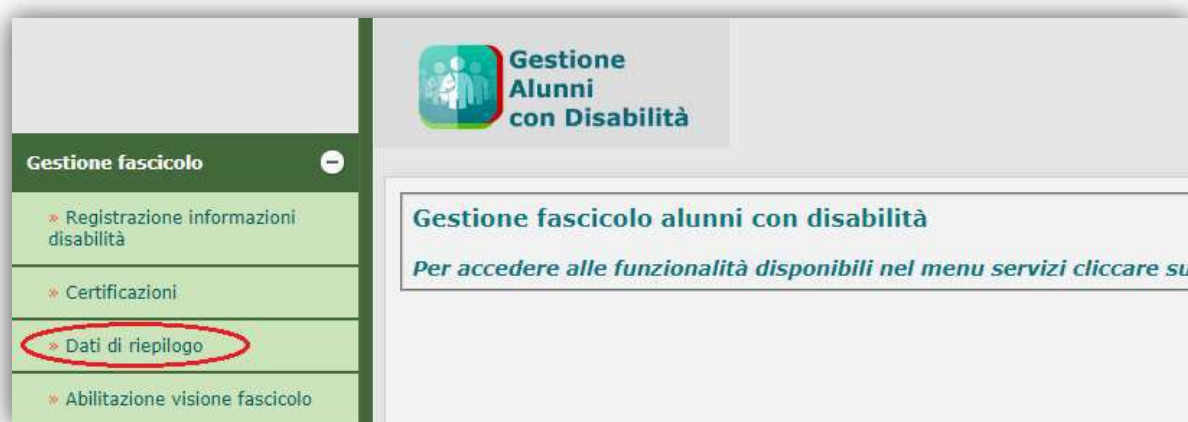 Gestione
Alunni
con Disabilità
Gestione fascicolo
» Registrazione informazioni
disabilità
» Certificazioni
» Dati di riepilogo
» Abilitazione visione fascicolo
Gestione fascicolo alunni con disabilità
Per accedere alle funzionalità disponibili nel menu servizi cliccare su